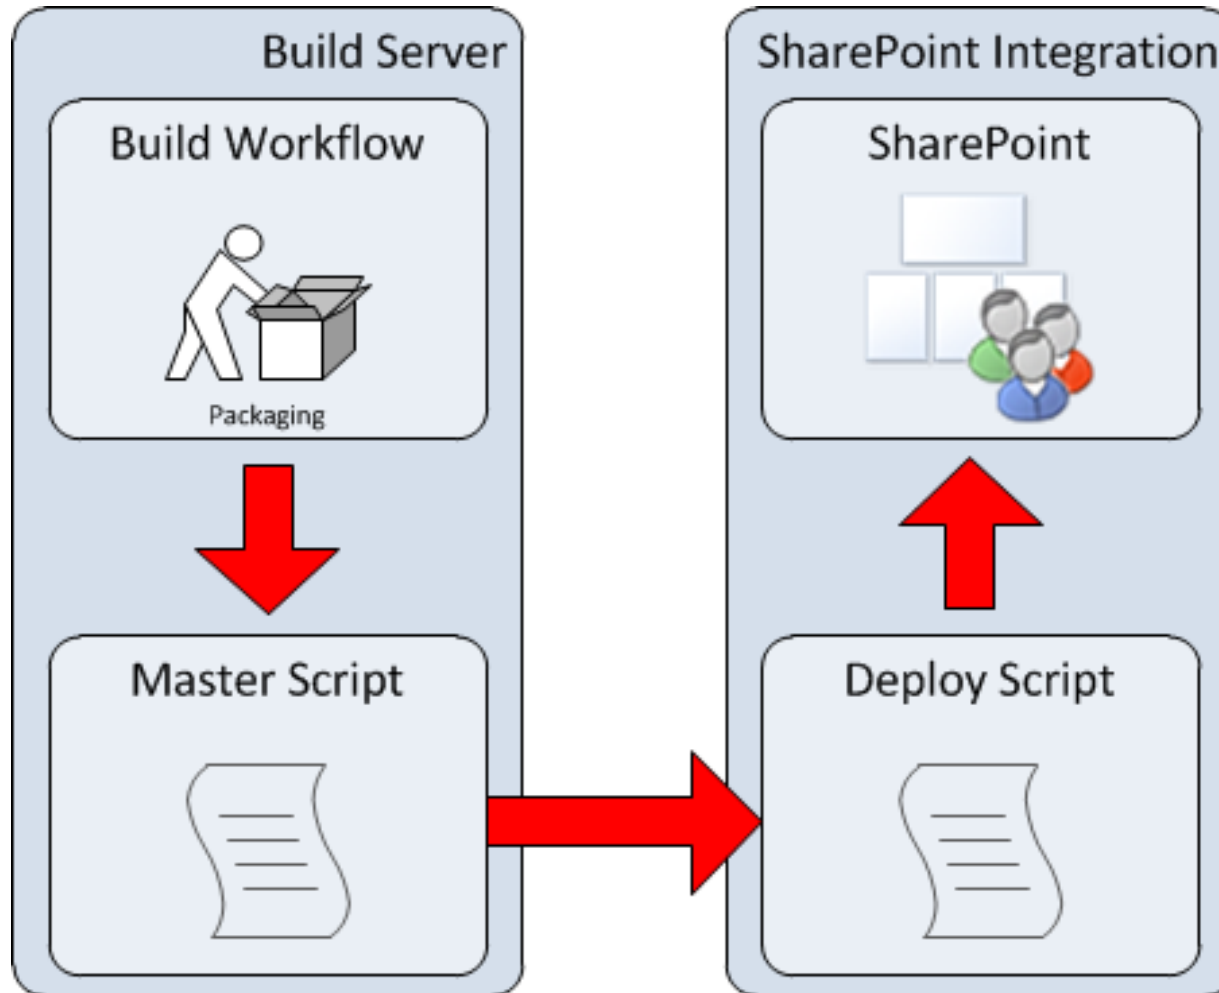 Build Server
Build Workflow
Packaging
Master Script
SharePoint Integration
SharePoint
Deploy Script